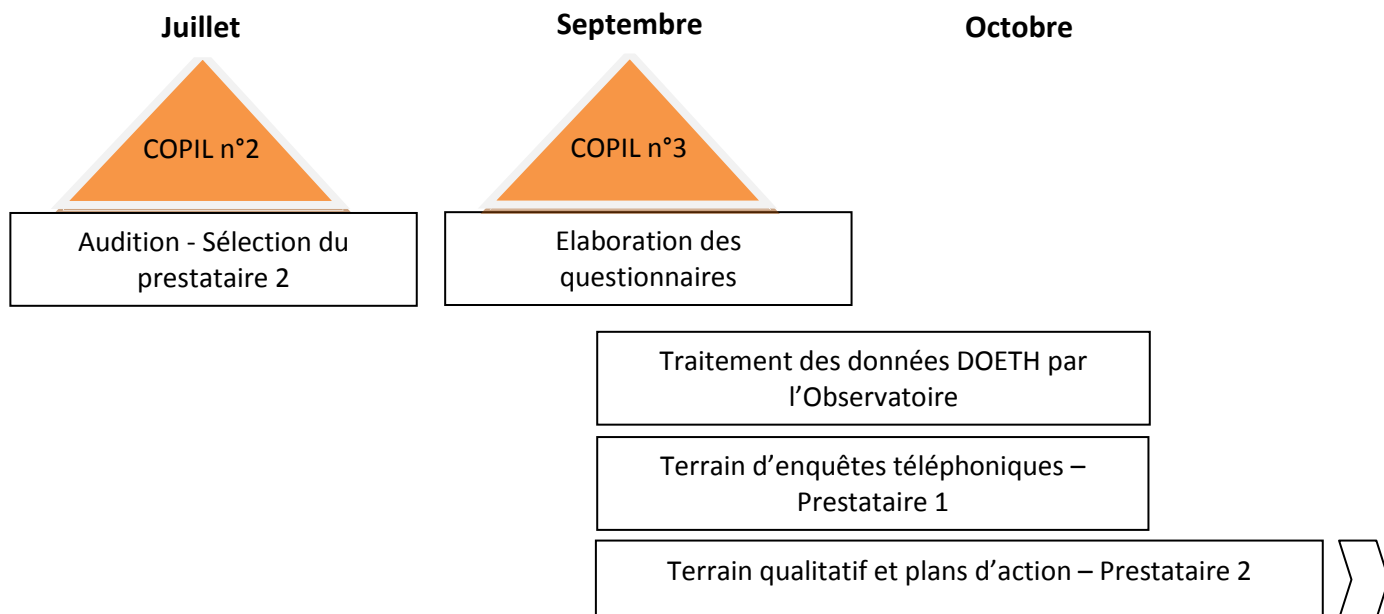 Juillet
Septembre
Octobre
COPIL n°2
COPIL n°3
Audition - Sélection du
prestataire 2
Elaboration des
questionnaires
Traitement des données DOETH par
l’Observatoire
Terrain d’enquêtes téléphoniques –
Prestataire 1
Terrain qualitatif et plans d’action – Prestataire 2